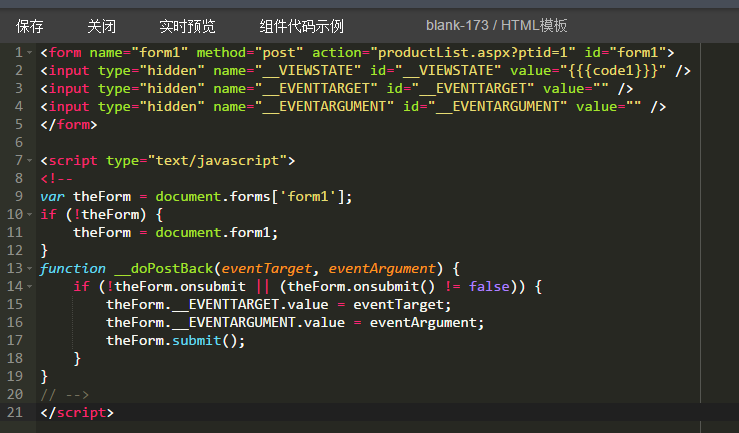 保存 关闭 实时预览 组件代码示例 blank-173 / HTML模板
1 <form name="form1" method="post" action="productList.aspx?ptid=1" id="form1">
2 <input type="hidden" name="__VIEWSTATE" id="__VIEWSTATE" value="{{{code1}}}" />
3 <input type="hidden" name="__EVENTTARGET" id="__EVENTTARGET" value="" />
4 <input type="hidden" name="__EVENTARGUMENT" id="__EVENTARGUMENT" value="" />
5 </form>
6
7 <script type="text/javascript">
8 <!--
9 var theForm = document.forms['form1'];
10 if (!theForm) {
11     theForm = document.form1;
12 }
13 function __doPostBack(eventTarget, eventArgument) {
14     if (!theForm.onsubmit || (theForm.onsubmit() != false)) {
15         theForm.__EVENTTARGET.value = eventTarget;
16         theForm.__EVENTARGUMENT.value = eventArgument;
17         theForm.submit();
18     }
19 }
20 // -->
21 </script>